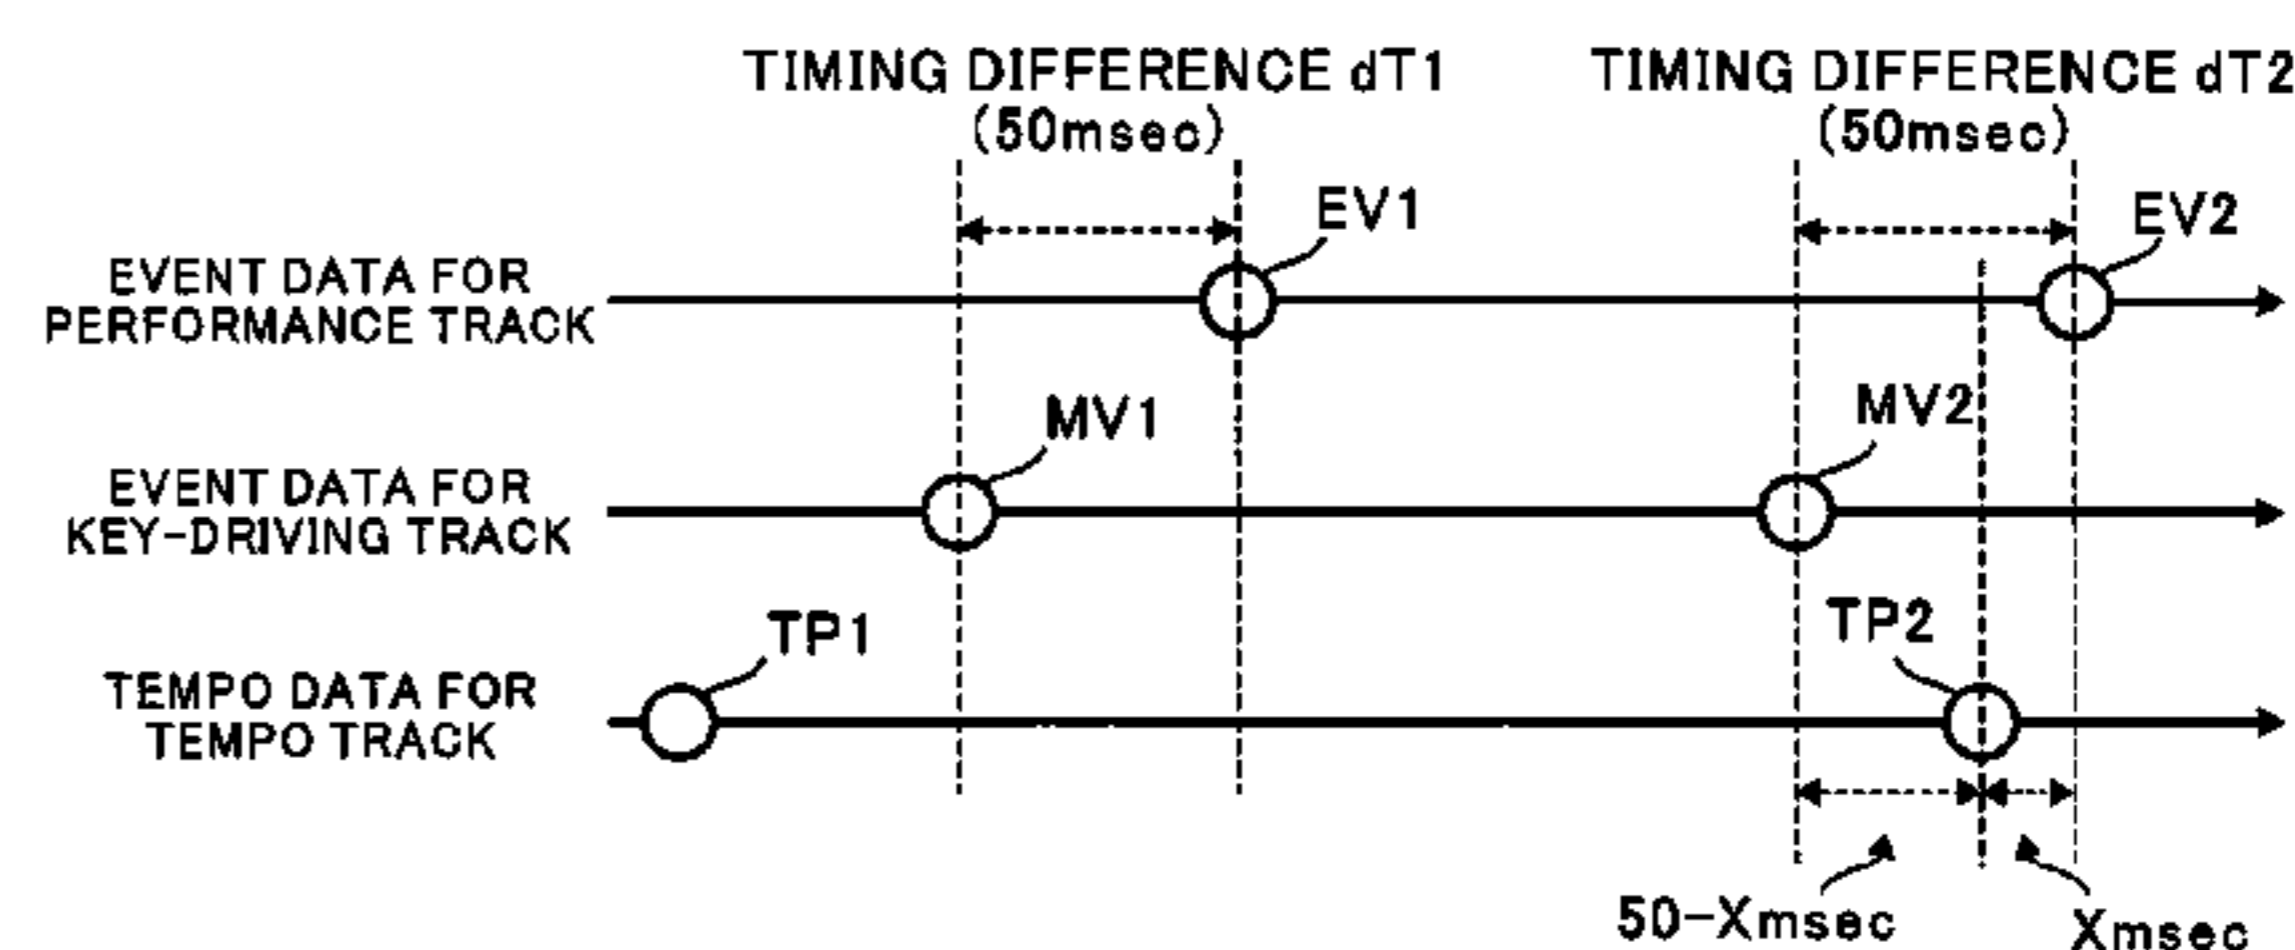 TIMING DIFFERENCE dT1
(50msec)
TIMING DIFFERENCE dT2
(50msec)
EV1
EV2
EVENT DATA FOR
PERFORMANCE TRACK
MV1
MV2
EVENT DATA FOR
KEY-DRIVING TRACK
TP1
TP2
TEMPO DATA FOR
TEMPO TRACK
50-Xmsec
Xmsec